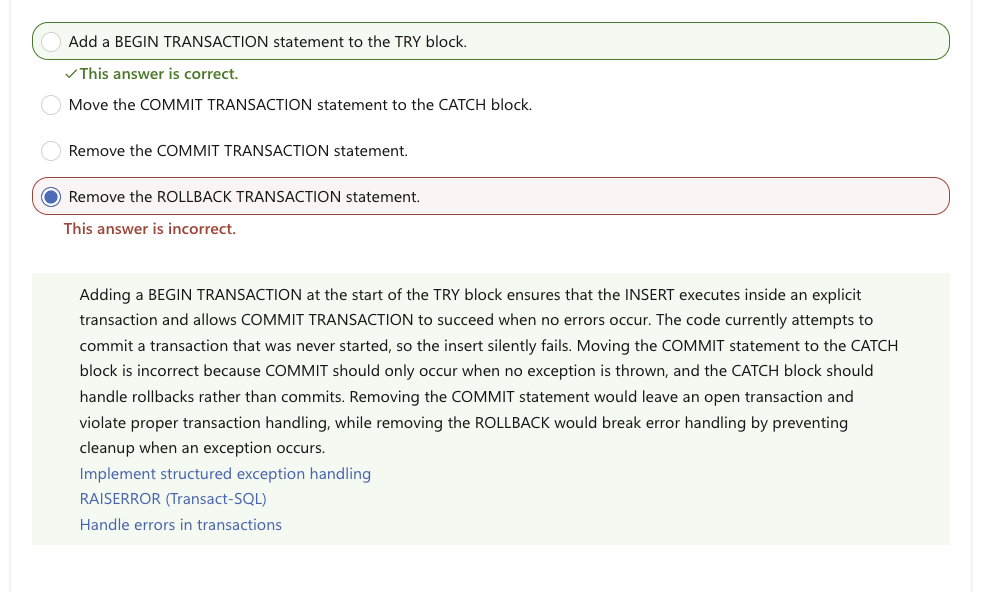 Add a BEGIN TRANSACTION statement to the TRY block.
This answer is correct.
Move the COMMIT TRANSACTION statement to the CATCH block.
Remove the COMMIT TRANSACTION statement.
Remove the ROLLBACK TRANSACTION statement.
This answer is incorrect.
Adding a BEGIN TRANSACTION at the start of the TRY block ensures that the INSERT executes inside an explicit
transaction and allows COMMIT TRANSACTION to succeed when no errors occur. The code currently attempts to
commit a transaction that was never started, so the insert silently fails. Moving the COMMIT statement to the CATCH
block is incorrect because COMMIT should only occur when no exception is thrown, and the CATCH block should
handle rollbacks rather than commits. Removing the COMMIT statement would leave an open transaction and
violate proper transaction handling, while removing the ROLLBACK would break error handling by preventing
cleanup when an exception occurs.
Implement structured exception handling
RAISERROR (Transact-SQL)
Handle errors in transactions